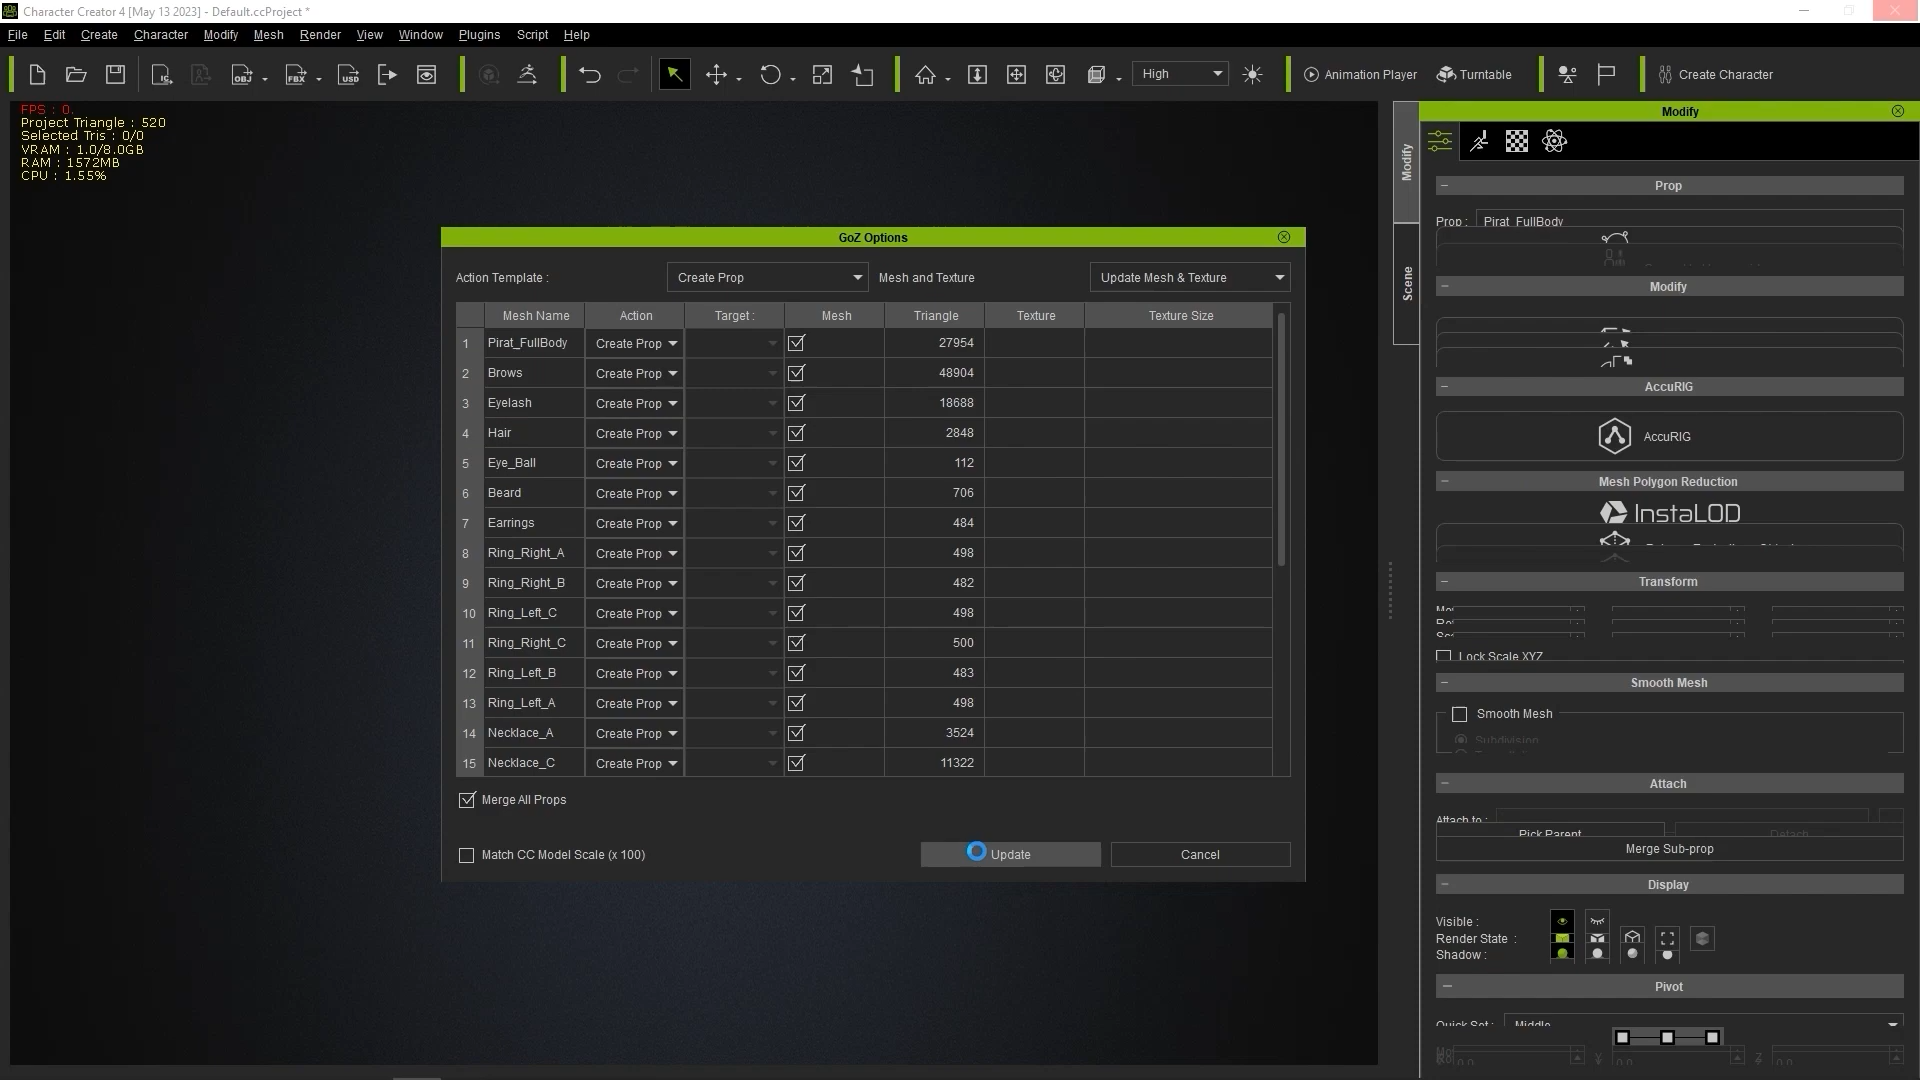 Character Creator 4 [May 13 2023] - Default.ccProject *
File Edit Create Character Modify Mesh Render View Window Plugins Script Help
High Animation Player Turntable Create Character
FPS : 0.
Project Triangle : 520
Selected Tris : 0/0
VRAM : 1.0/8.0GB
RAM : 1572MB
CPU : 1.55%
GoZ Options
Action Template : Create Prop Mesh and Texture Update Mesh & Texture
Mesh Name Action Target : Mesh Triangle Texture Texture Size
1 Pirat_FullBody Create Prop 27954
2 Brows Create Prop 48904
3 Eyelash Create Prop 18688
4 Hair Create Prop 2848
5 Eye_Ball Create Prop 112
6 Beard Create Prop 706
7 Earrings Create Prop 484
8 Ring_Right_A Create Prop 498
9 Ring_Right_B Create Prop 482
10 Ring_Left_C Create Prop 498
11 Ring_Right_C Create Prop 500
12 Ring_Left_B Create Prop 483
13 Ring_Left_A Create Prop 498
14 Necklace_A Create Prop 3524
15 Necklace_C Create Prop 11322
Merge All Props
Match CC Model Scale (x 100)
Update Cancel
Modify
Scene
Modify
Prop
Prop : Pirat_FullBody
Modify
AccuRIG
AccuRIG
Mesh Polygon Reduction
InstaLOD
Transform
Lock Scale XYZ
Smooth Mesh
Smooth Mesh
Subdividing
Attach
Attach to :
Pick Parent Detach
Merge Sub-prop
Display
Visible :
Render State :
Shadow :
Pivot
Quick Set : Middle